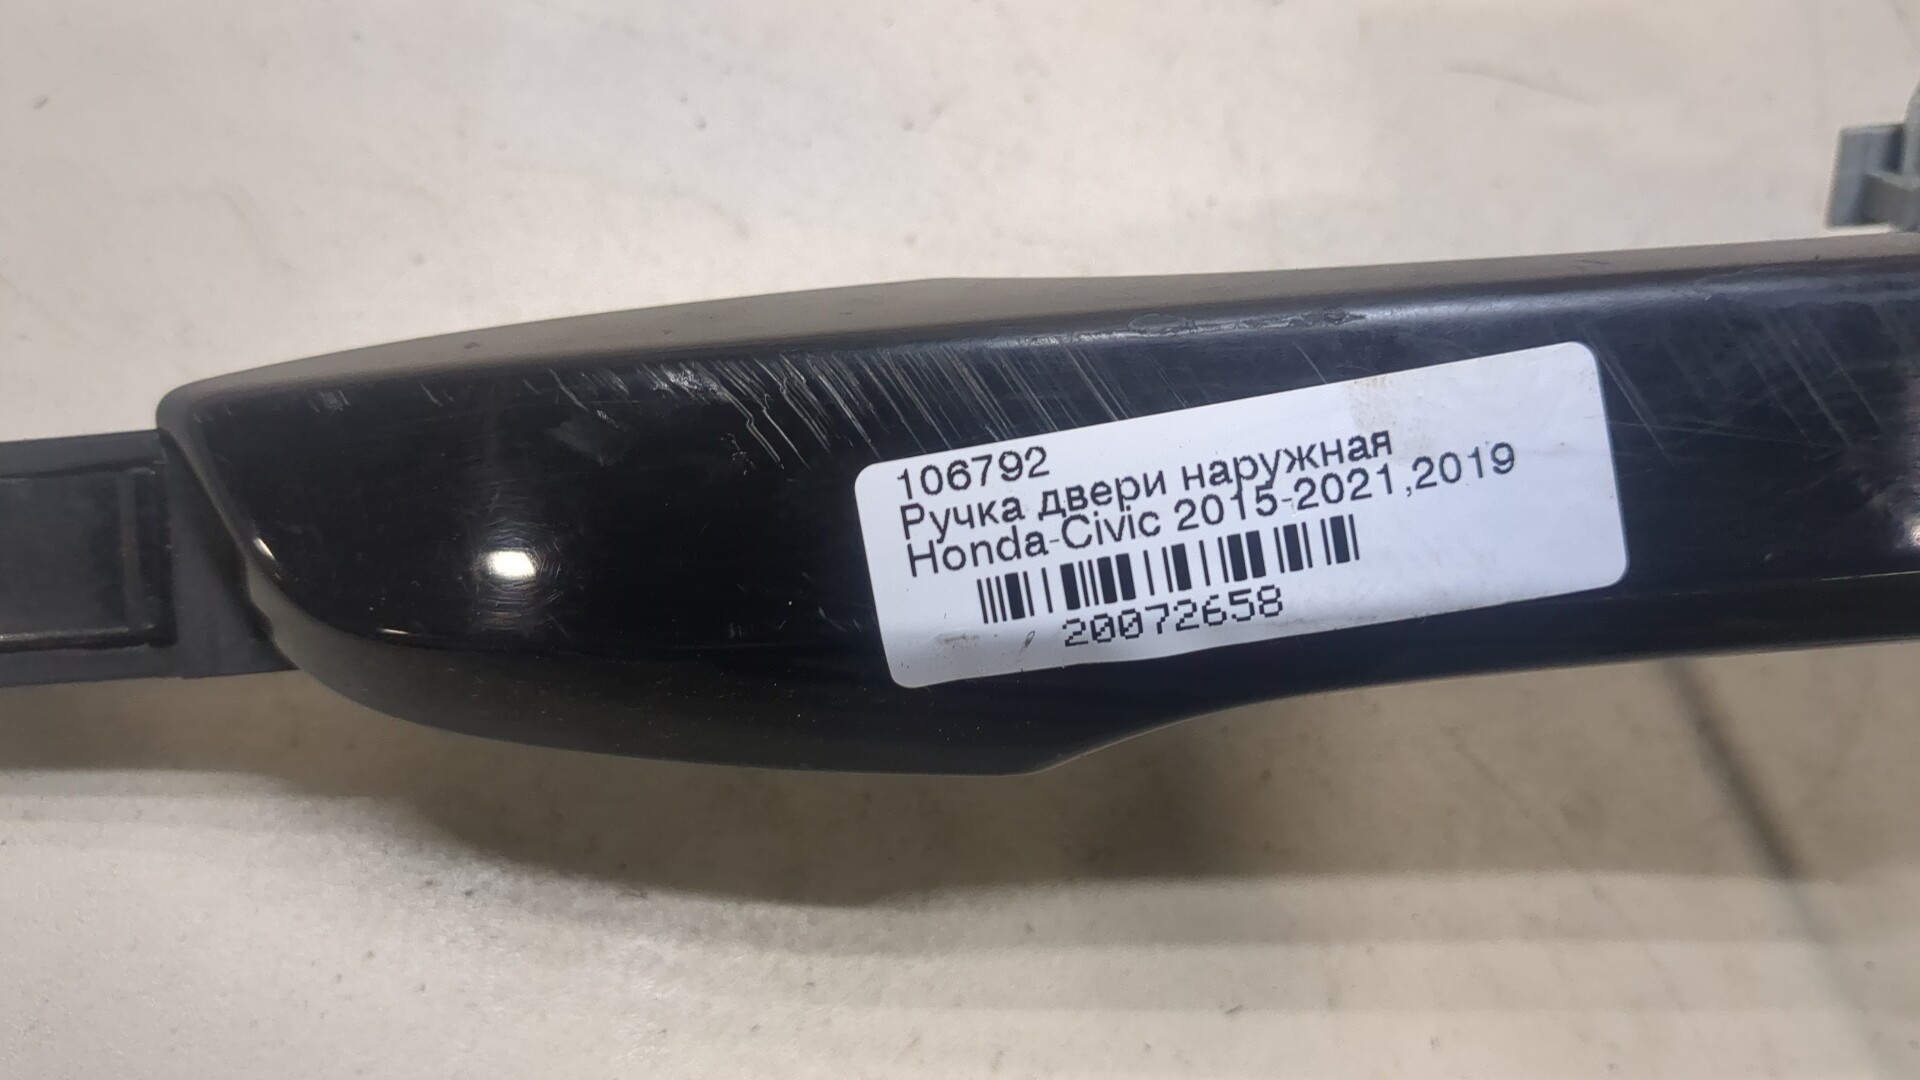 106792
Ручка двери наружная
Honda-Civic 2015-2021,2019
20072658